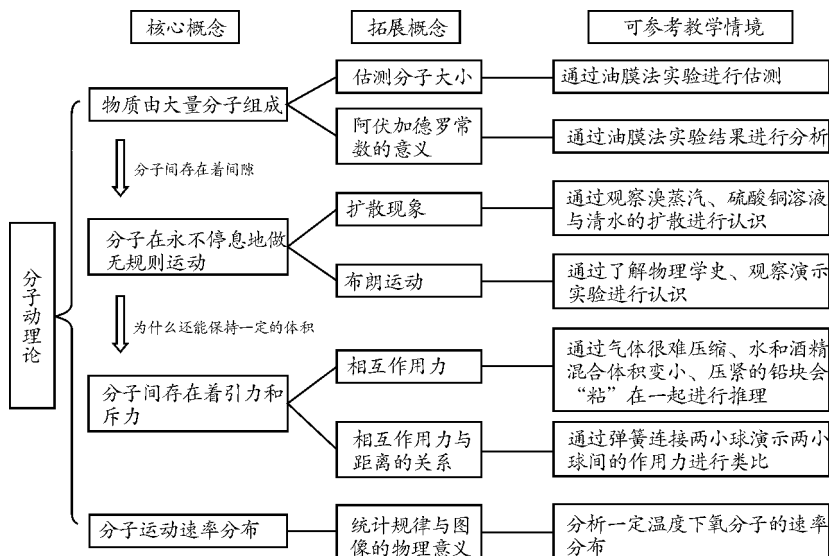 核心概念
拓展概念
可参考教学情境
分子动理论
物质由大量分子组成
估测分子大小
通过油膜法实验进行估测
阿伏加德罗常
数的意义
通过油膜法实验结果进行分析
分子间存在着间隙
分子在永不停息地做
无规则运动
扩散现象
通过观察溴蒸汽、硫酸铜溶液
与清水的扩散进行认识
布朗运动
通过了解物理学史、观察演示
实验进行认识
为什么还能保持一定的体积
分子间存在着引力和
斥力
相互作用力
通过气体很难压缩、水和酒精
混合体积变小、压紧的铅块会
“粘”在一起进行推理
相互作用力与
距离的关系
通过弹簧连接两小球演示两小
球间的作用力进行类比
分子运动速率分布
统计规律与图
像的物理意义
分析一定温度下氧分子的速率
分布